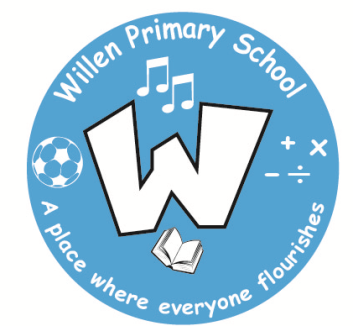 Willen Primary School
W
+ x
- ÷
A place where everyone flourishes